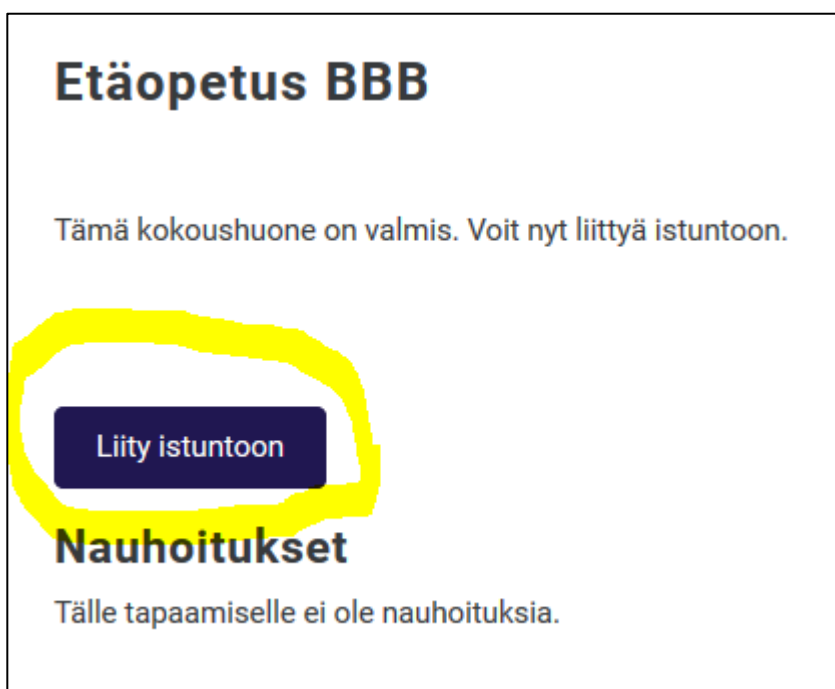 Etäopetus BBB
Tämä kokoushuone on valmis. Voit nyt liittyä istuntoon.
Liity istuntoon
Nauhoitukset
Tälle tapaamiselle ei ole nauhoituksia.